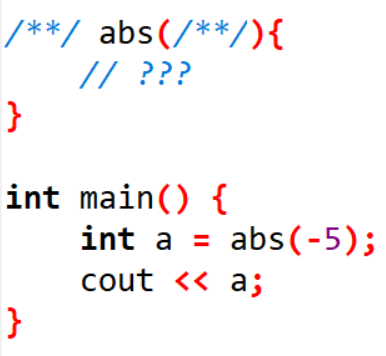 /**/ abs(/**/){
// ???
}
int main() {
int a = abs(-5);
cout << a;
}